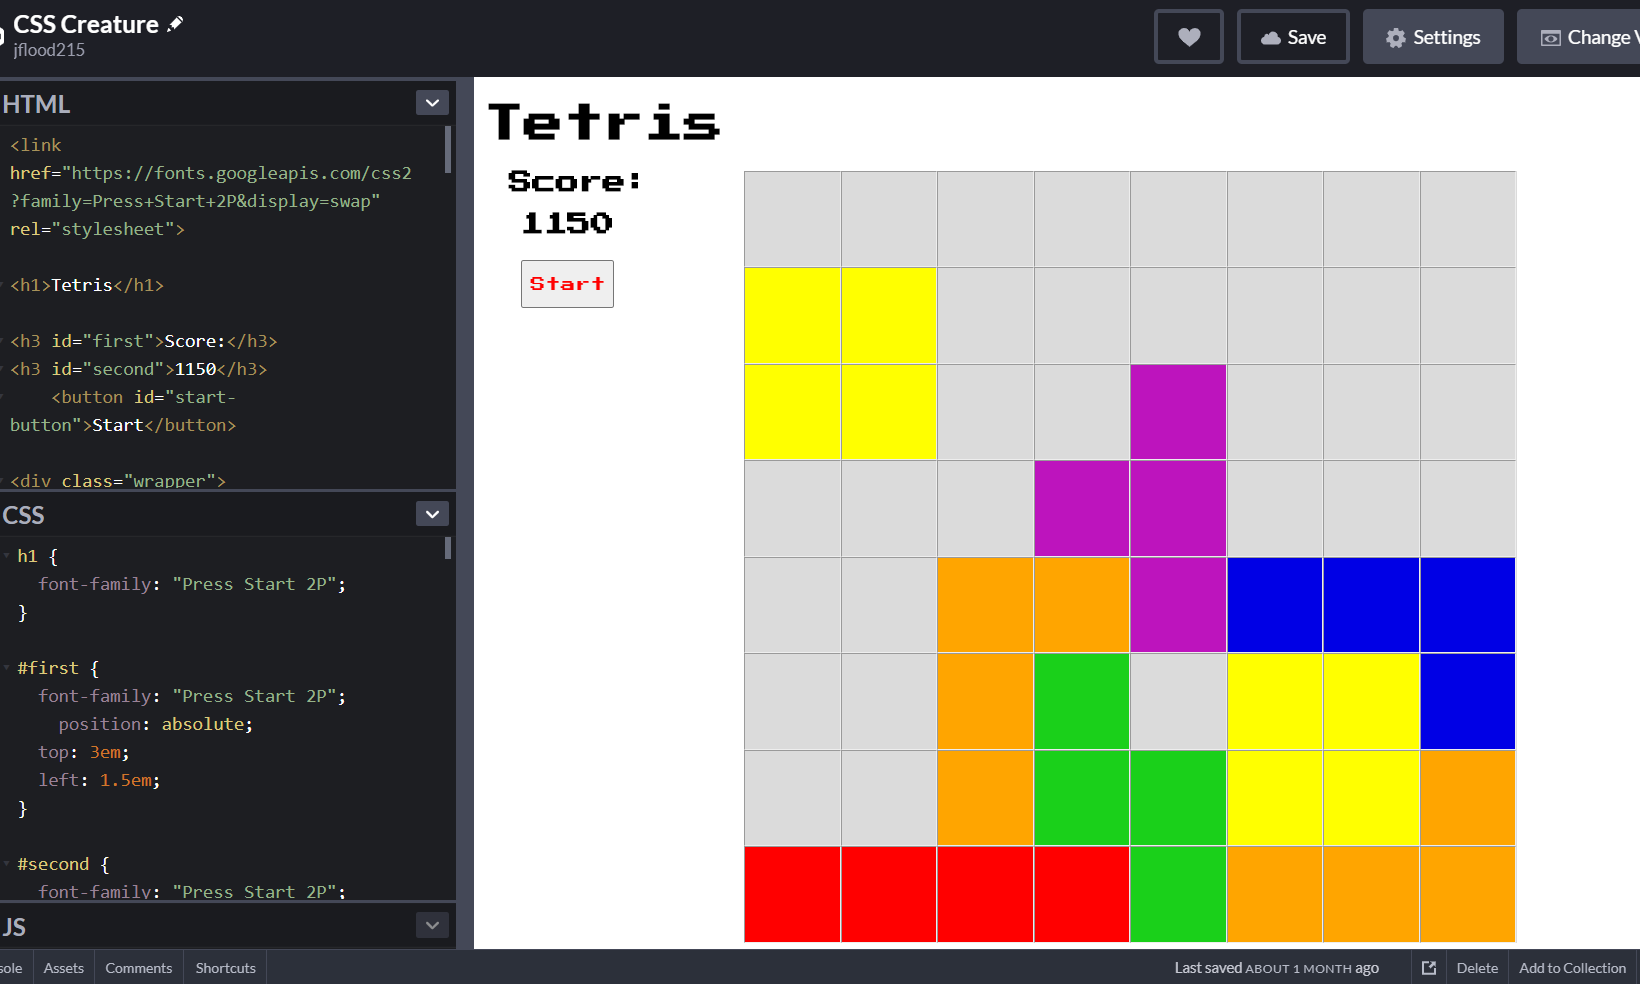 CSS Creature
jflood215
Save
Settings
Change
HTML
<link
href="https://fonts.googleapis.com/css2
?family=Press+Start+2P&display=swap"
rel="stylesheet">
<h1>Tetris</h1>
<h3 id="first">Score:</h3>
<h3 id="second">1150</h3>
<button id="start-
button">Start</button>
<div class="wrapper">
CSS
h1 {
font-family: "Press Start 2P";
}
#first {
font-family: "Press Start 2P";
position: absolute;
top: 3em;
left: 1.5em;
}
#second {
font-family: "Press Start 2P";
JS
Tetris
Score:
1150
Start
sole
Assets
Comments
Shortcuts
Last saved ABOUT 1 MONTH ago
Delete
Add to Collection